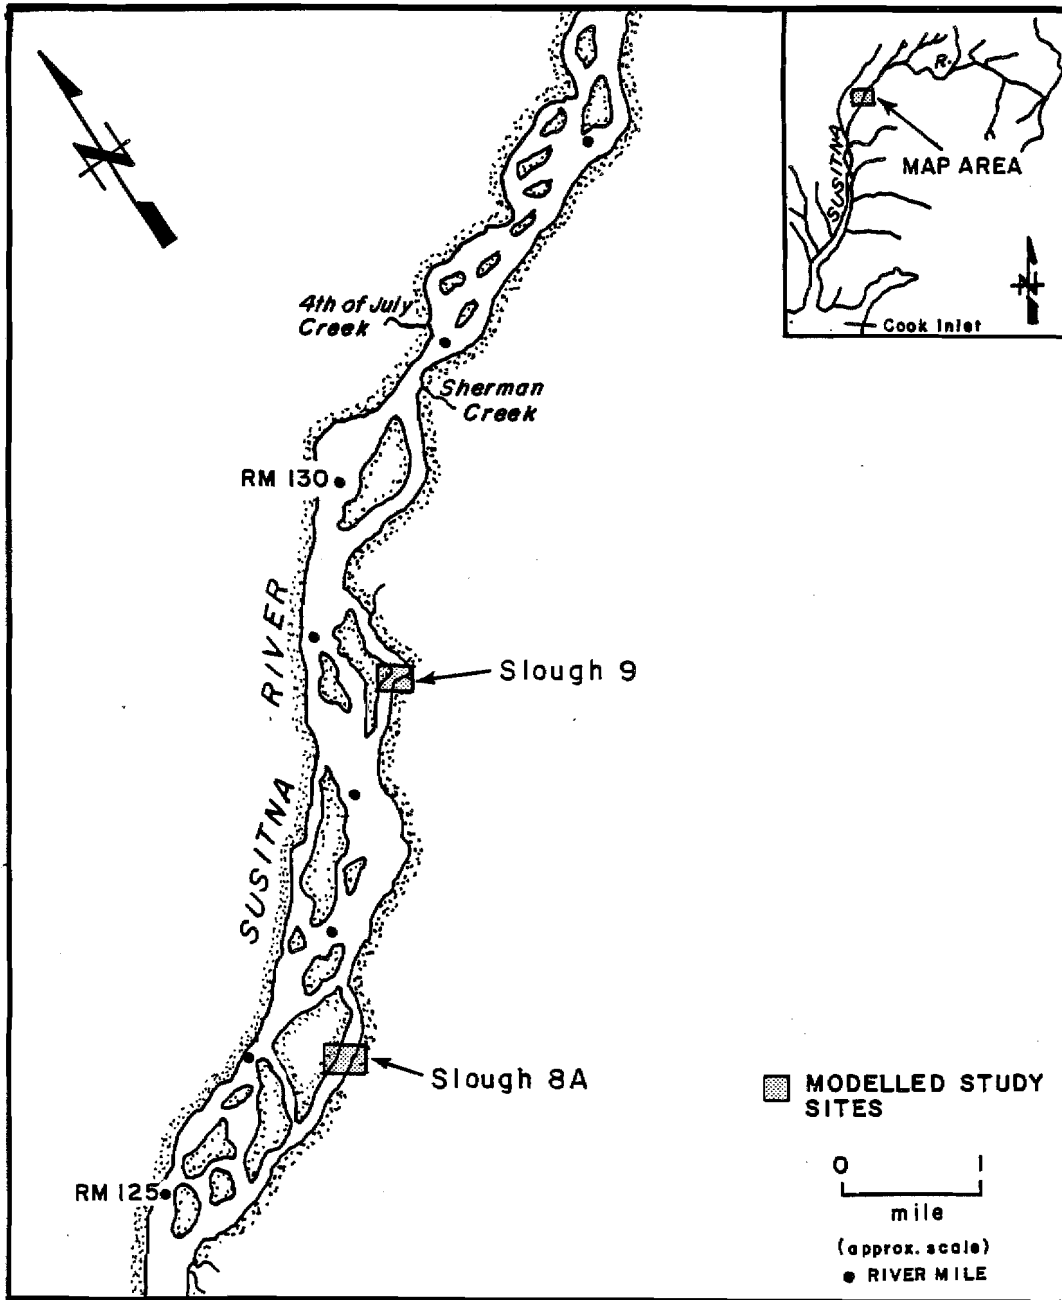 R.
SUSITNA
MAP AREA
Cook Inlet
N
N
4th of July
Creek
Sherman
Creek
RM 130
Slough 9
SUSITNA RIVER
Slough 8A
RM 125
MODELLED STUDY
SITES
0 1
mile
(approx. scale)
RIVER MILE